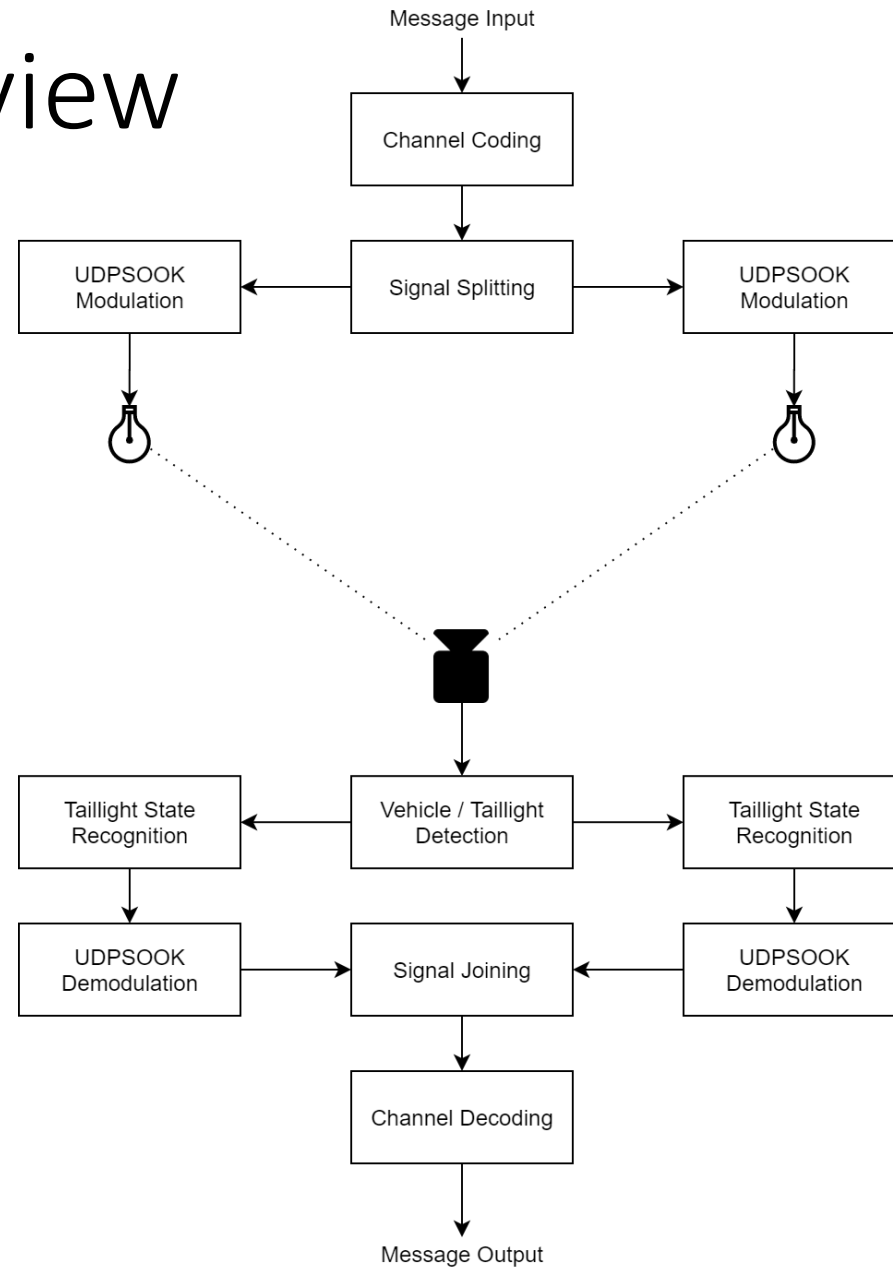 view
Message Input
Channel Coding
UDPSOOK
Modulation
Signal Splitting
UDPSOOK
Modulation
Taillight State
Recognition
Vehicle / Taillight
Detection
Taillight State
Recognition
UDPSOOK
Demodulation
Signal Joining
UDPSOOK
Demodulation
Channel Decoding
Message Output